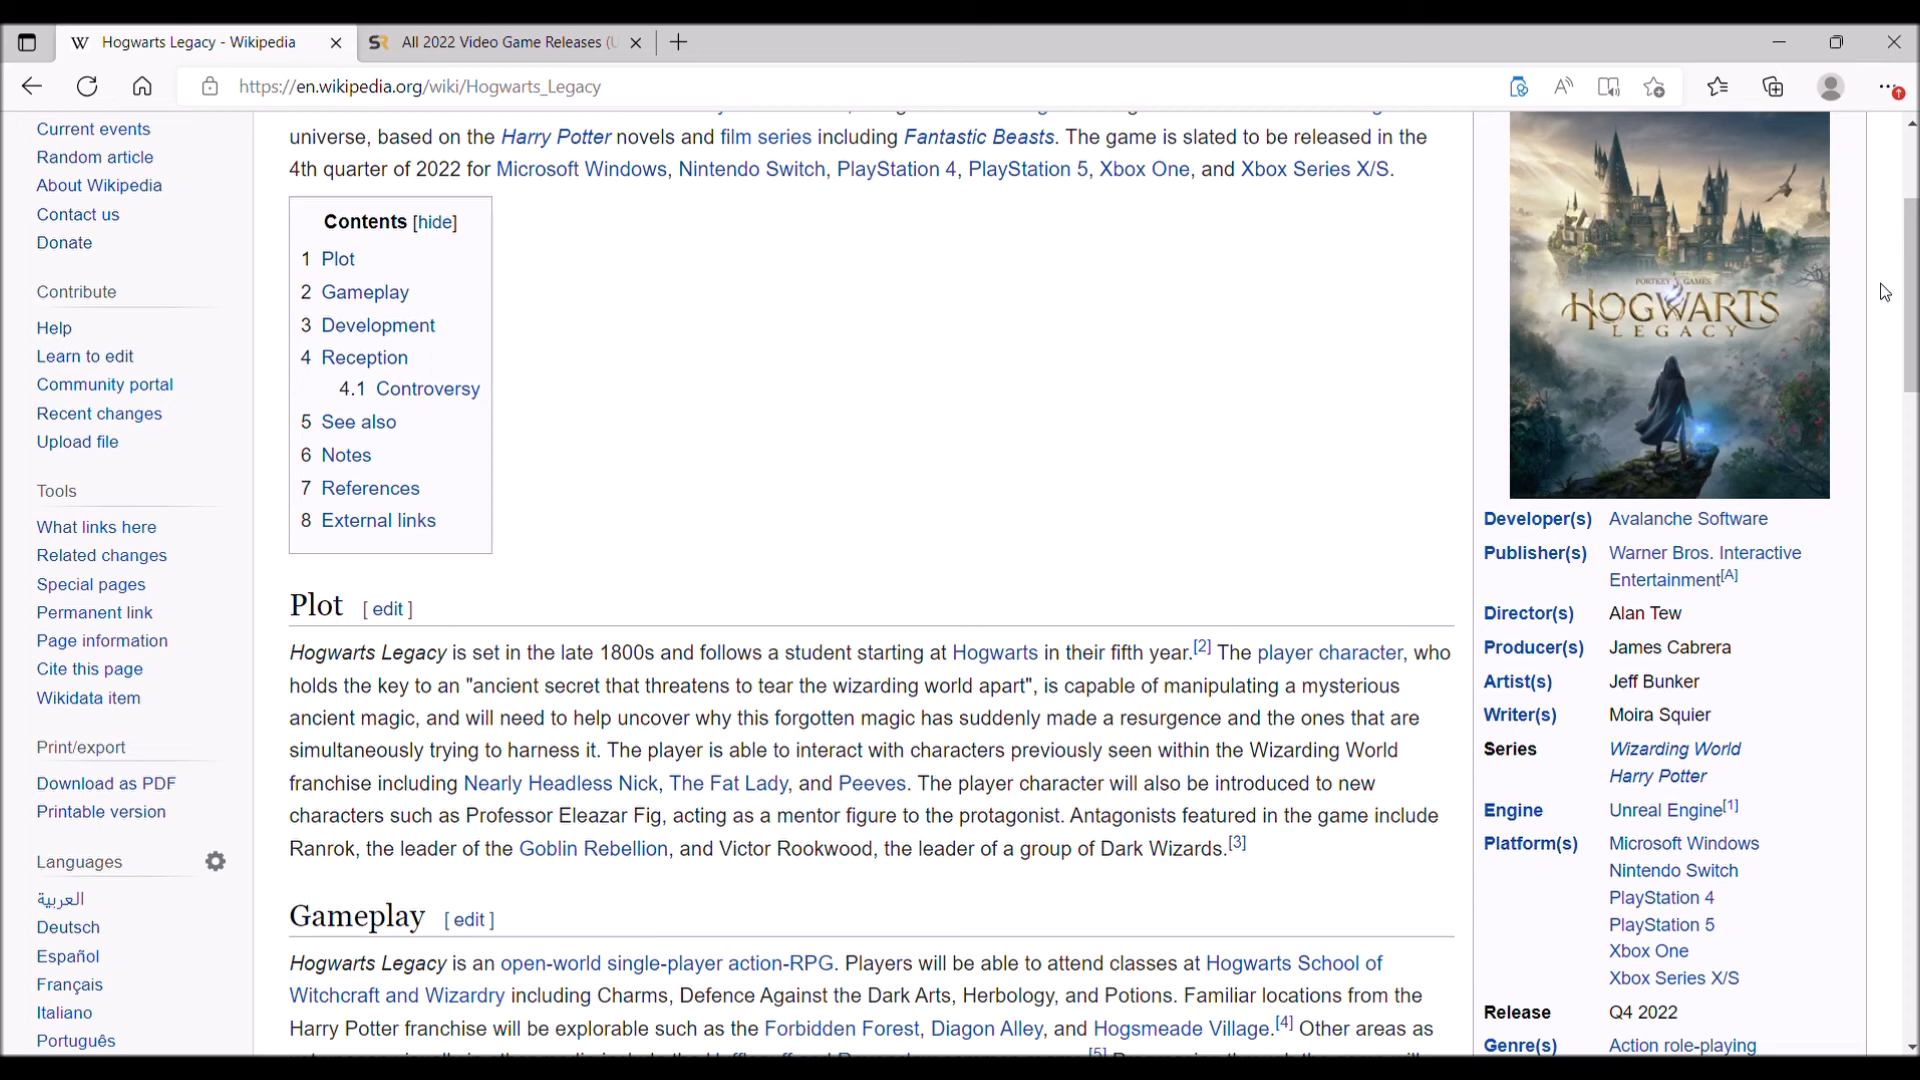 Hogwarts Legacy - Wikipedia
All 2022 Video Game Releases (U
https://en.wikipedia.org/wiki/Hogwarts_Legacy
Current events
Random article
About Wikipedia
Contact us
Donate
Contribute
Help
Learn to edit
Community portal
Recent changes
Upload file
Tools
What links here
Related changes
Special pages
Permanent link
Page information
Cite this page
Wikidata item
Print/export
Download as PDF
Printable version
Languages
العربية
Deutsch
Español
Français
Italiano
Português
universe, based on the Harry Potter novels and film series including Fantastic Beasts. The game is slated to be released in the
4th quarter of 2022 for Microsoft Windows, Nintendo Switch, PlayStation 4, PlayStation 5, Xbox One, and Xbox Series X/S.
Contents [hide]
1 Plot
2 Gameplay
3 Development
4 Reception
4.1 Controversy
5 See also
6 Notes
7 References
8 External links
Plot [ edit ]
Hogwarts Legacy is set in the late 1800s and follows a student starting at Hogwarts in their fifth year.[2] The player character, who
holds the key to an "ancient secret that threatens to tear the wizarding world apart", is capable of manipulating a mysterious
ancient magic, and will need to help uncover why this forgotten magic has suddenly made a resurgence and the ones that are
simultaneously trying to harness it. The player is able to interact with characters previously seen within the Wizarding World
franchise including Nearly Headless Nick, The Fat Lady, and Peeves. The player character will also be introduced to new
characters such as Professor Eleazar Fig, acting as a mentor figure to the protagonist. Antagonists featured in the game include
Ranrok, the leader of the Goblin Rebellion, and Victor Rookwood, the leader of a group of Dark Wizards.[3]
Gameplay [ edit ]
Hogwarts Legacy is an open-world single-player action-RPG. Players will be able to attend classes at Hogwarts School of
Witchcraft and Wizardry including Charms, Defence Against the Dark Arts, Herbology, and Potions. Familiar locations from the
Harry Potter franchise will be explorable such as the Forbidden Forest, Diagon Alley, and Hogsmeade Village.[4] Other areas as
PORTKEY GAMES
HOGWARTS
LEGACY
Developer(s) Avalanche Software
Publisher(s) Warner Bros. Interactive
Entertainment[A]
Director(s) Alan Tew
Producer(s) James Cabrera
Artist(s) Jeff Bunker
Writer(s) Moira Squier
Series Wizarding World
Harry Potter
Engine Unreal Engine[1]
Platform(s) Microsoft Windows
Nintendo Switch
PlayStation 4
PlayStation 5
Xbox One
Xbox Series X/S
Release Q4 2022
Genre(s) Action role-playing